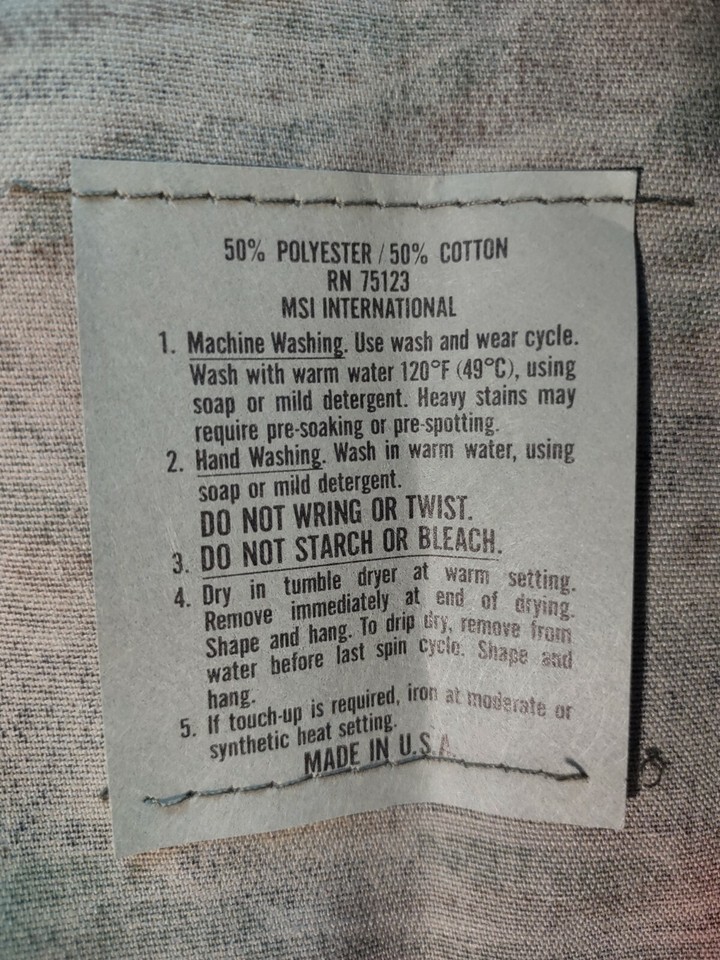 50% POLYESTER / 50% COTTON
RN 75123
MSI INTERNATIONAL
1. Machine Washing. Use wash and wear cycle.
Wash with warm water 120°F (49°C), using
soap or mild detergent. Heavy stains may
require pre-soaking or pre-spotting.
2. Hand Washing. Wash in warm water, using
soap or mild detergent.
DO NOT WRING OR TWIST.
3. DO NOT STARCH OR BLEACH.
4. Dry in tumble dryer at warm setting.
Remove immediately at end of drying.
Shape and hang. To drip dry, remove from
water before last spin cycle. Shape and
hang.
5. If touch-up is required, iron at moderate or
synthetic heat setting.
MADE IN U.S.A.